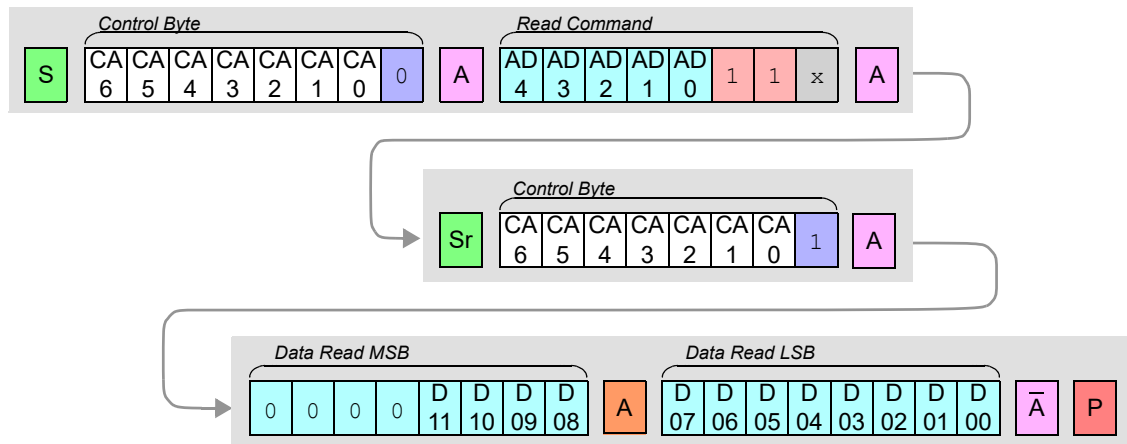 Control Byte Read Command
S CA 6 CA 5 CA 4 CA 3 CA 2 CA 1 CA 0 0 A AD 4 AD 3 AD 2 AD 1 AD 0 1 1 x A
Control Byte
Sr CA 6 CA 5 CA 4 CA 3 CA 2 CA 1 CA 0 1 A
Data Read MSB Data Read LSB
0 0 0 0 D 11 D 10 D 09 D 08 A D 07 D 06 D 05 D 04 D 03 D 02 D 01 D 00 A̅ P